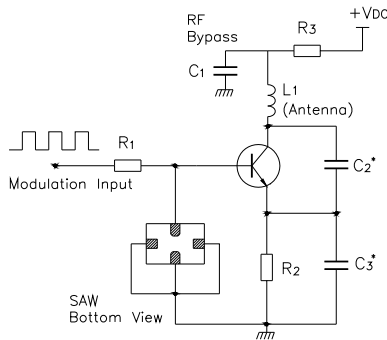 +VDC
RF
Bypass
R3
C1
L1
(Antenna)
R1
Modulation Input
C2*
SAW
Bottom View
R2
C3*